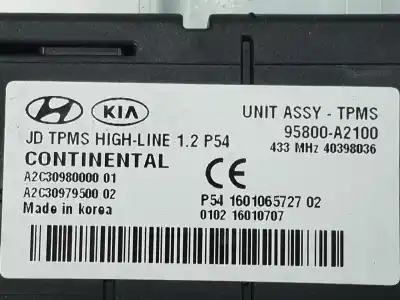 HYUNDAI KIA UNIT ASSY - TPMS
JD TPMS HIGH-LINE 1.2 P54 95800-A2100
CONTINENTAL 433 MHz 40398036
A2C30980000 01 CE
A2C30979500 02 P54 1601065727 02
Made in korea 0102 16010707